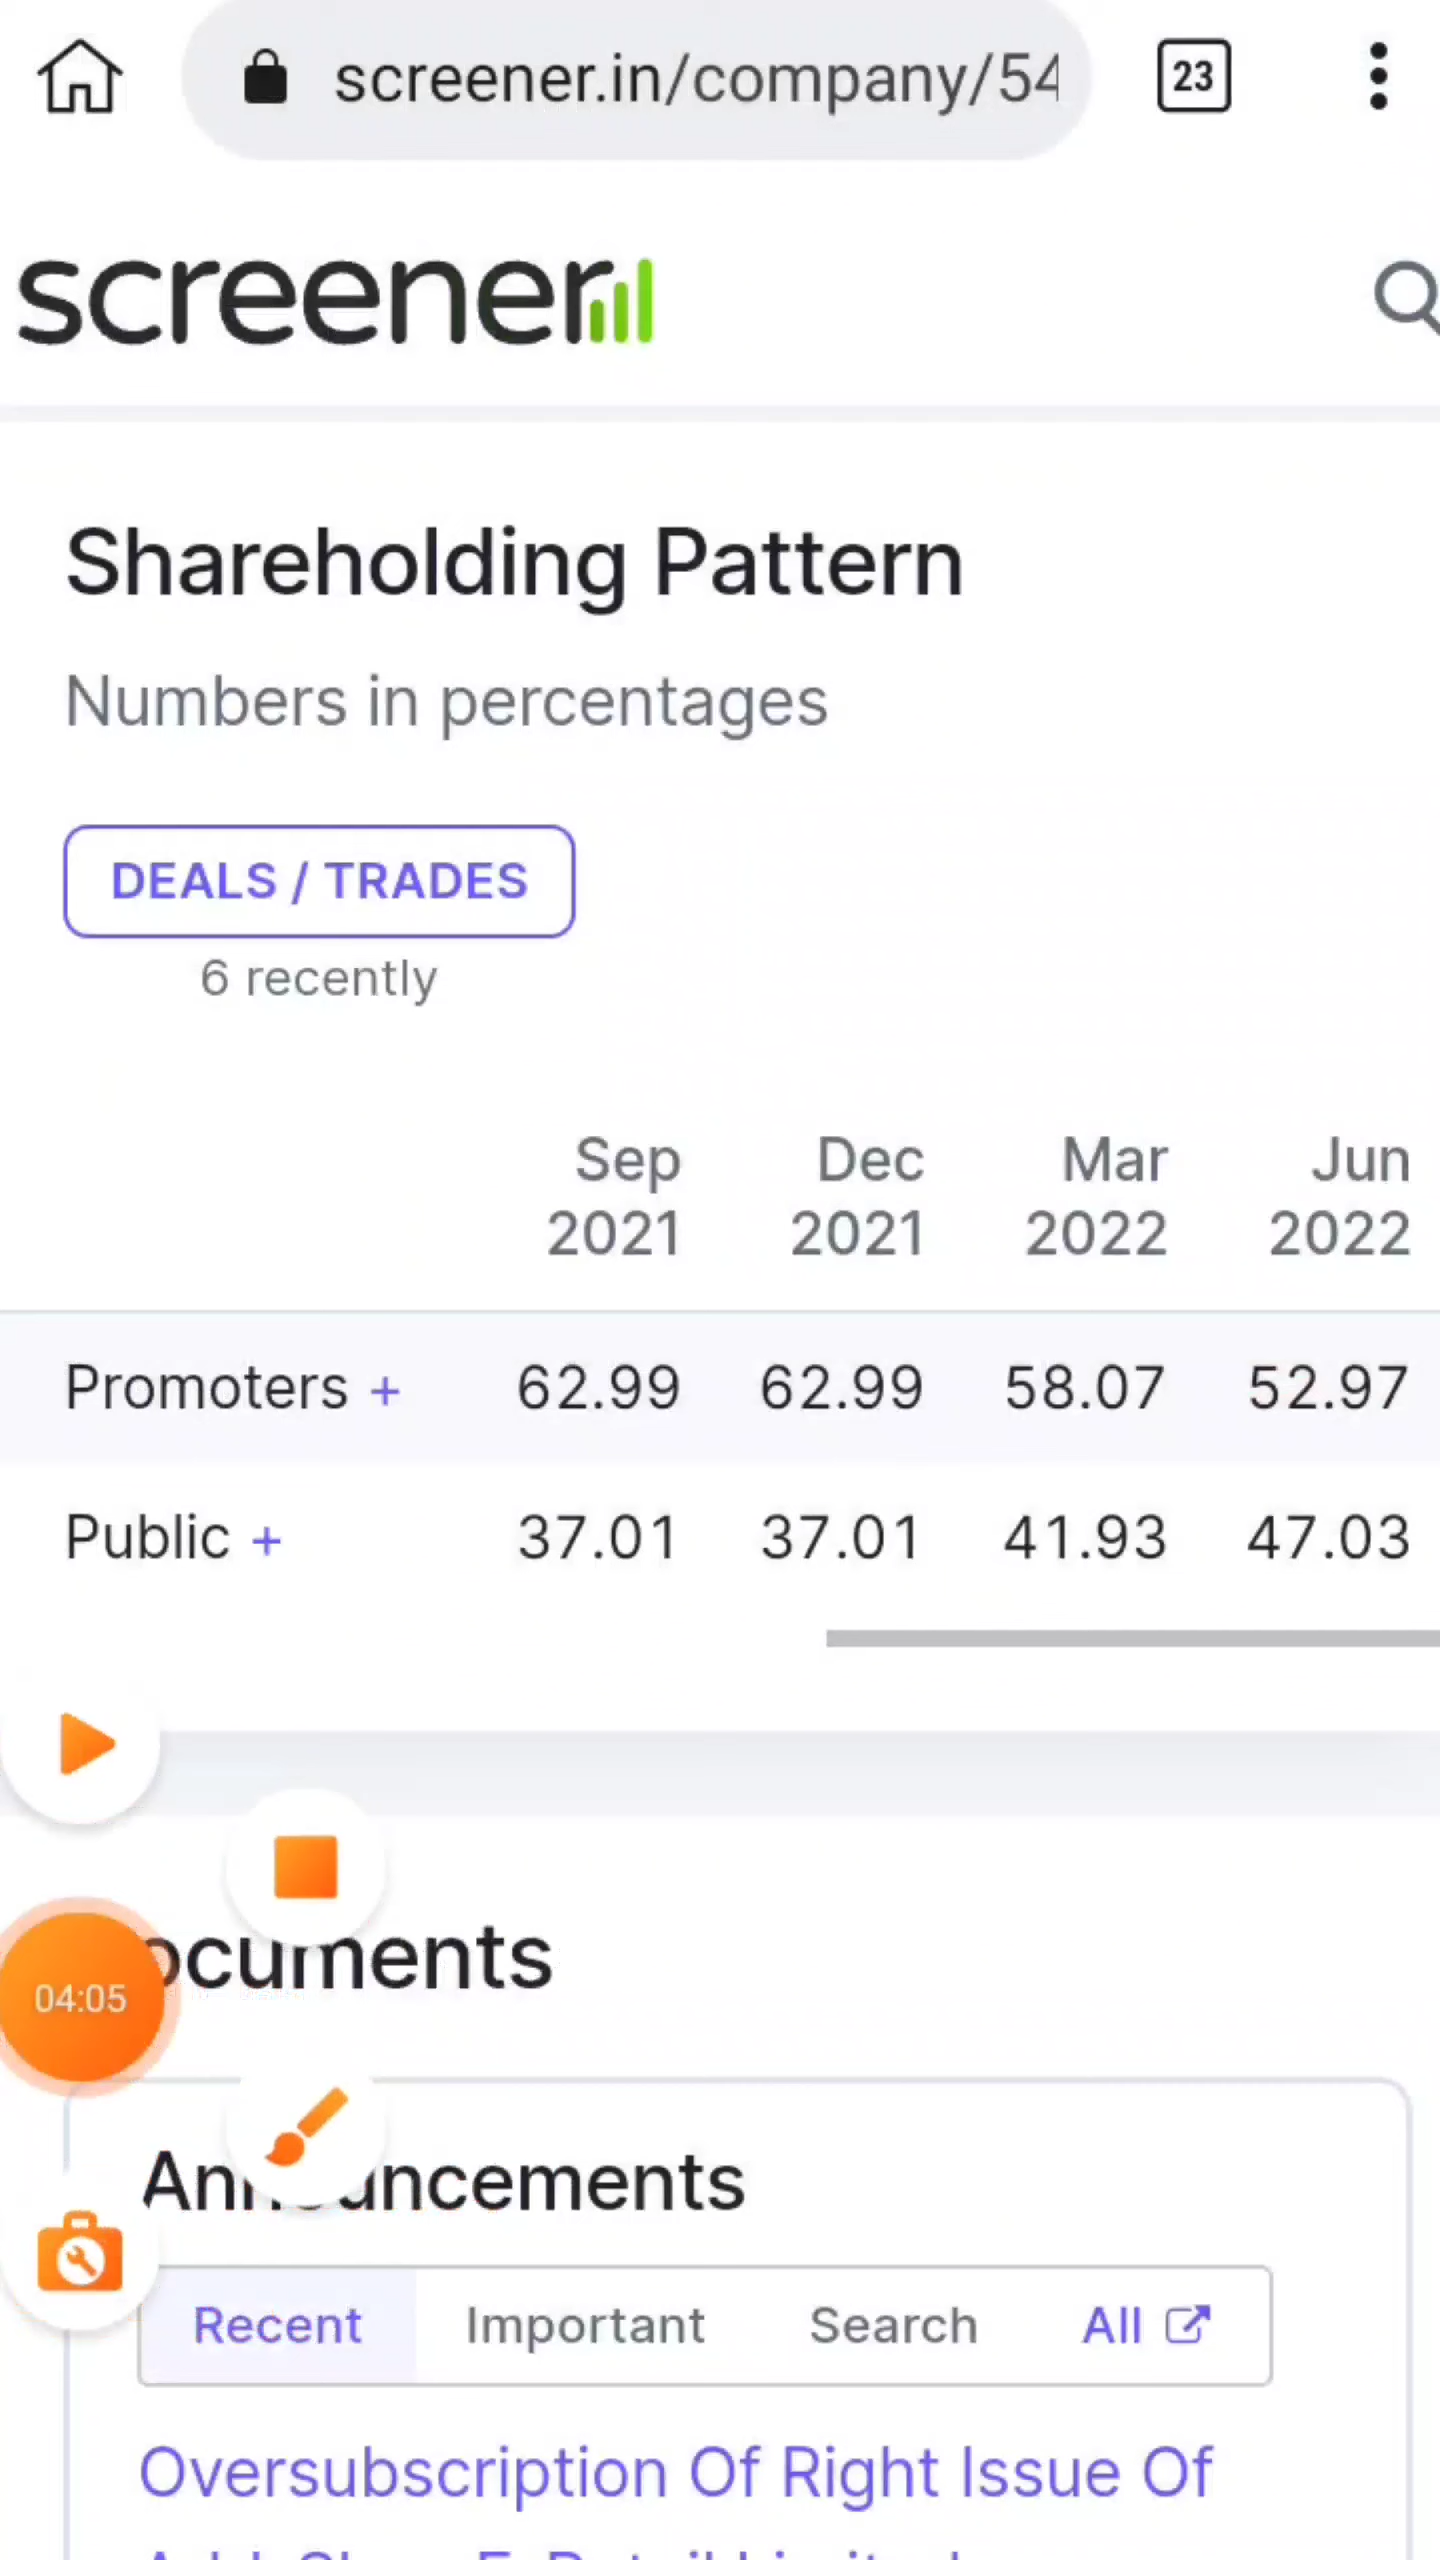 screener.in/company/54
23
screener
Shareholding Pattern
Numbers in percentages
DEALS / TRADES
6 recently
Sep 2021 Dec 2021 Mar 2022 Jun 2022
Promoters + 62.99 62.99 58.07 52.97
Public + 37.01 37.01 41.93 47.03
ocuments
04:05
Announcements
Recent Important Search All
Oversubscription Of Right Issue Of